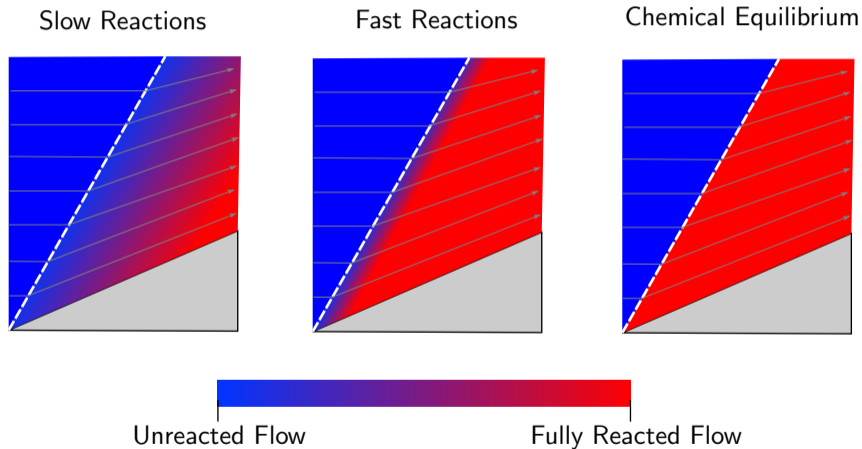 Slow Reactions
Fast Reactions
Chemical Equilibrium
Unreacted Flow
Fully Reacted Flow